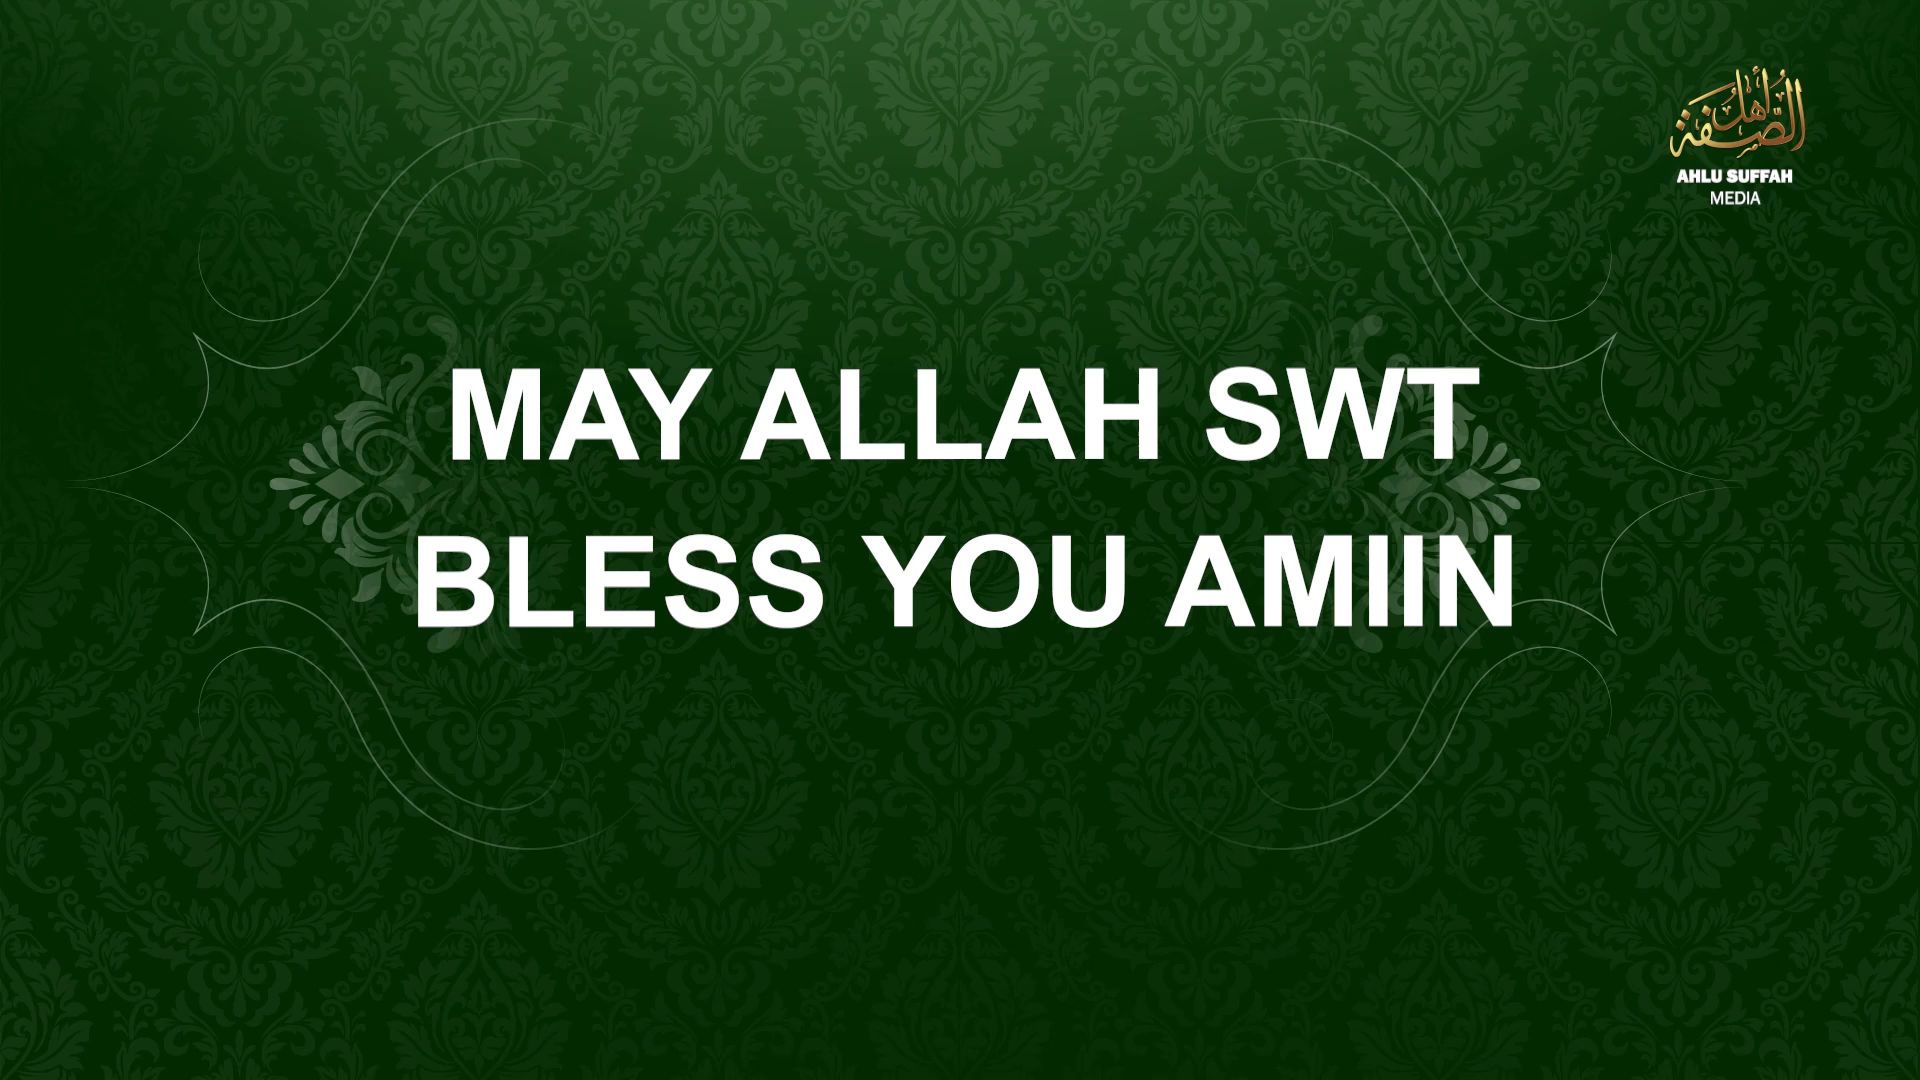 أهل الصفة
AHLU SUFFAH
MEDIA
MAY ALLAH SWT
BLESS YOU AMIIN